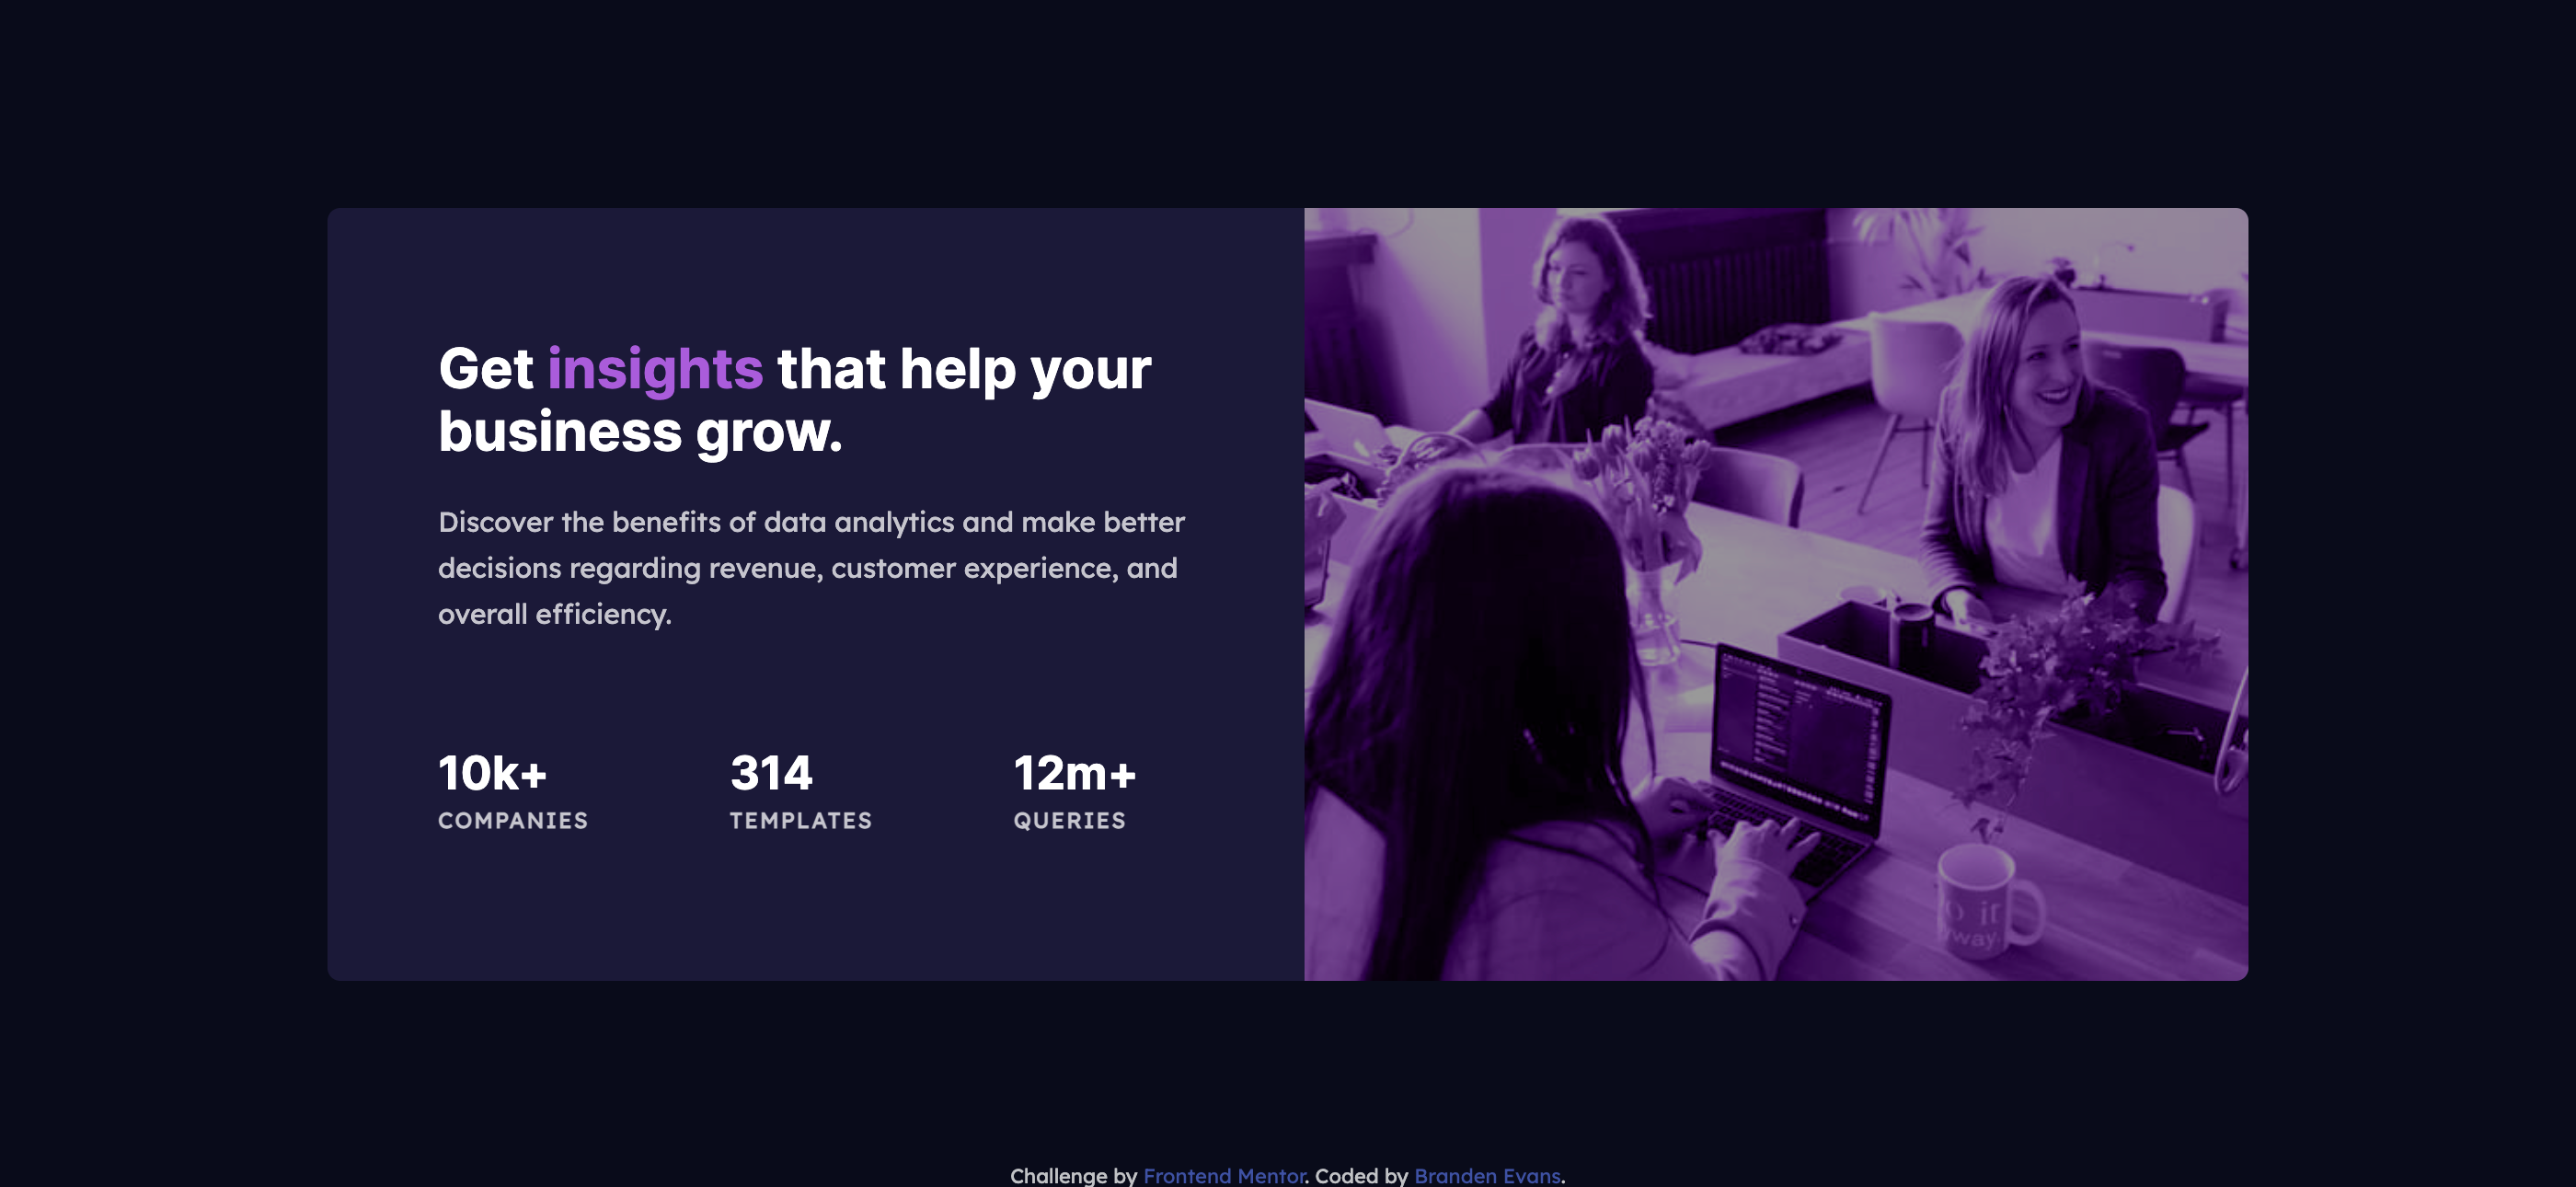 Get insights that help your
business grow.
Discover the benefits of data analytics and make better
decisions regarding revenue, customer experience, and
overall efficiency.
10k+
COMPANIES
314
TEMPLATES
12m+
QUERIES
Challenge by Frontend Mentor. Coded by Branden Evans.